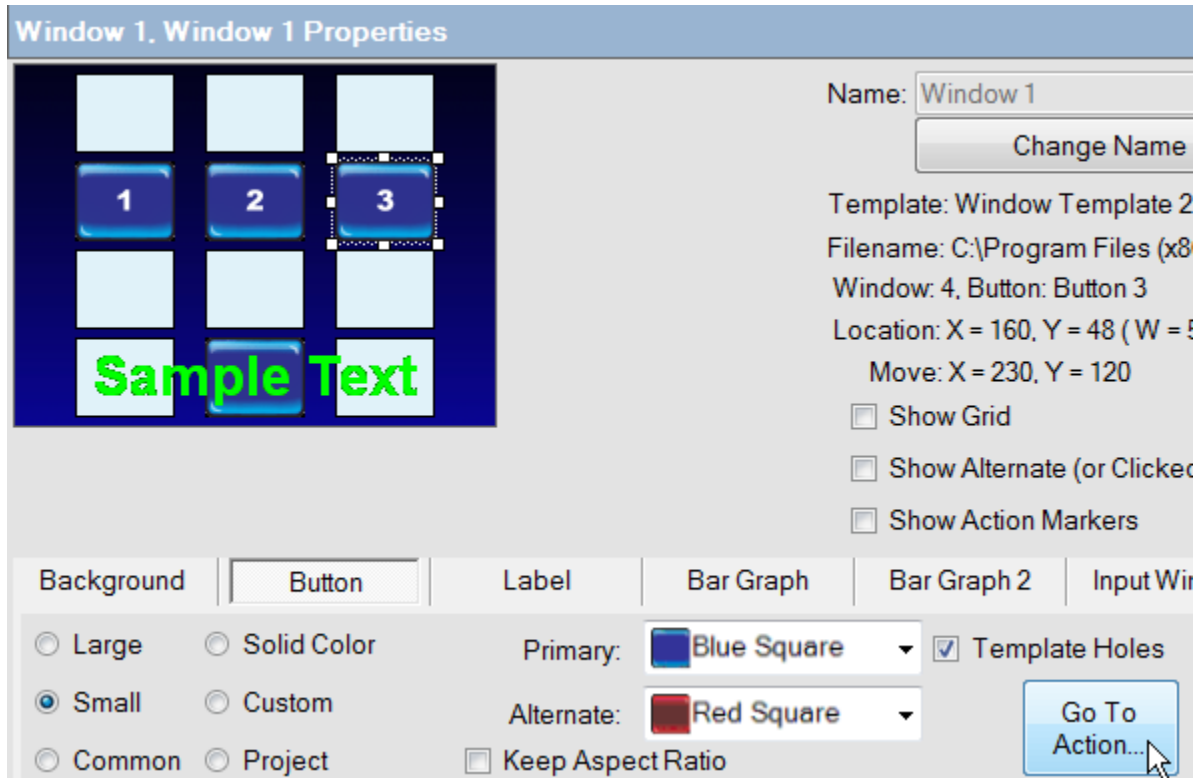 Window 1, Window 1 Properties
1 2 3
Sample Text
Name: Window 1
Change Name
Template: Window Template 2
Filename: C:\Program Files (x8
Window: 4, Button: Button 3
Location: X = 160, Y = 48 ( W = 5
Move: X = 230, Y = 120
Show Grid
Show Alternate (or Clicked
Show Action Markers
Background Button Label Bar Graph Bar Graph 2 Input Win
Large Solid Color Primary: Blue Square Template Holes
Small Custom Alternate: Red Square Go To
Action...
Common Project Keep Aspect Ratio